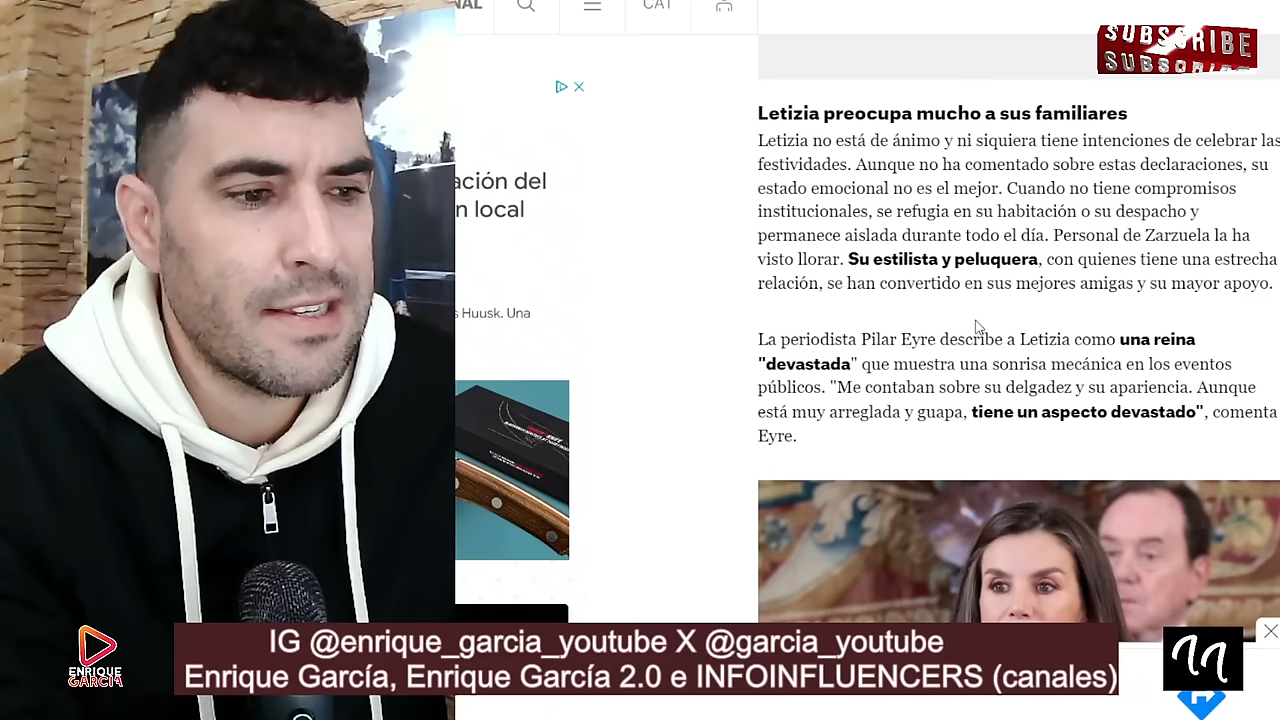 NAL
CAT
SUBSCRIBE
SUBSCRIBE
ación del
n local
s Huusk. Una
Letizia preocupa mucho a sus familiares
Letizia no está de ánimo y ni siquiera tiene intenciones de celebrar las
festividades. Aunque no ha comentado sobre estas declaraciones, su
estado emocional no es el mejor. Cuando no tiene compromisos
institucionales, se refugia en su habitación o su despacho y
permanece aislada durante todo el día. Personal de Zarzuela la ha
visto llorar. Su estilista y peluquera, con quienes tiene una estrecha
relación, se han convertido en sus mejores amigas y su mayor apoyo.
La periodista Pilar Eyre describe a Letizia como una reina
"devastada" que muestra una sonrisa mecánica en los eventos
públicos. "Me contaban sobre su delgadez y su apariencia. Aunque
está muy arreglada y guapa, tiene un aspecto devastado", comenta
Eyre.
ENRIQUE
GARCÍA
IG @enrique_garcia_youtube X @garcia_youtube
Enrique García, Enrique García 2.0 e INFOINFLUENCERS (canales)